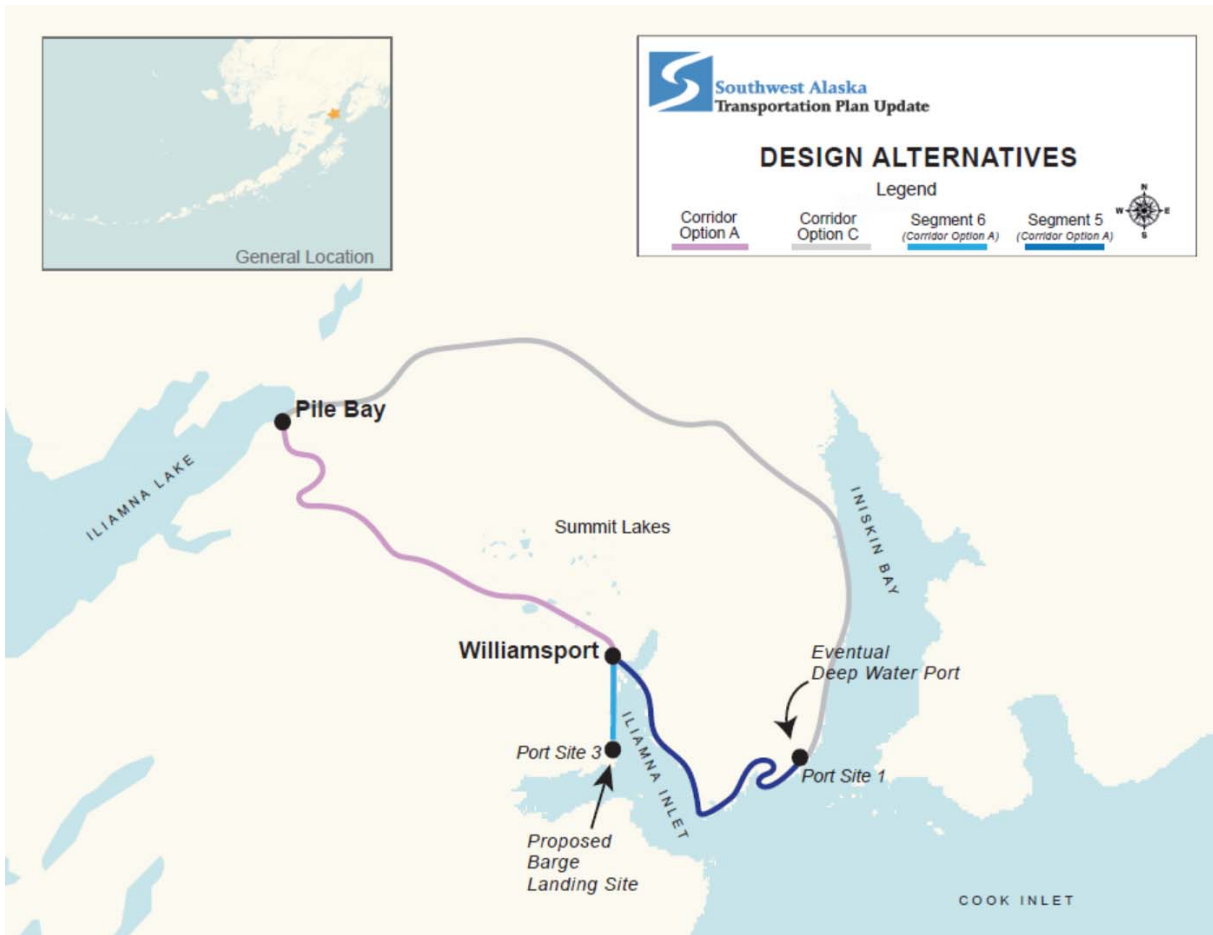 General Location
Southwest Alaska
Transportation Plan Update
DESIGN ALTERNATIVES
Legend
N
W E
S
Corridor
Option A
Corridor
Option C
Segment 6
(Corridor Option A)
Segment 5
(Corridor Option A)
Pile Bay
ILIAMNA LAKE
Summit Lakes
INISKIN BAY
Williamsport
Eventual
Deep Water Port
ILIAMNA INLET
Port Site 3
Port Site 1
Proposed
Barge
Landing Site
COOK INLET